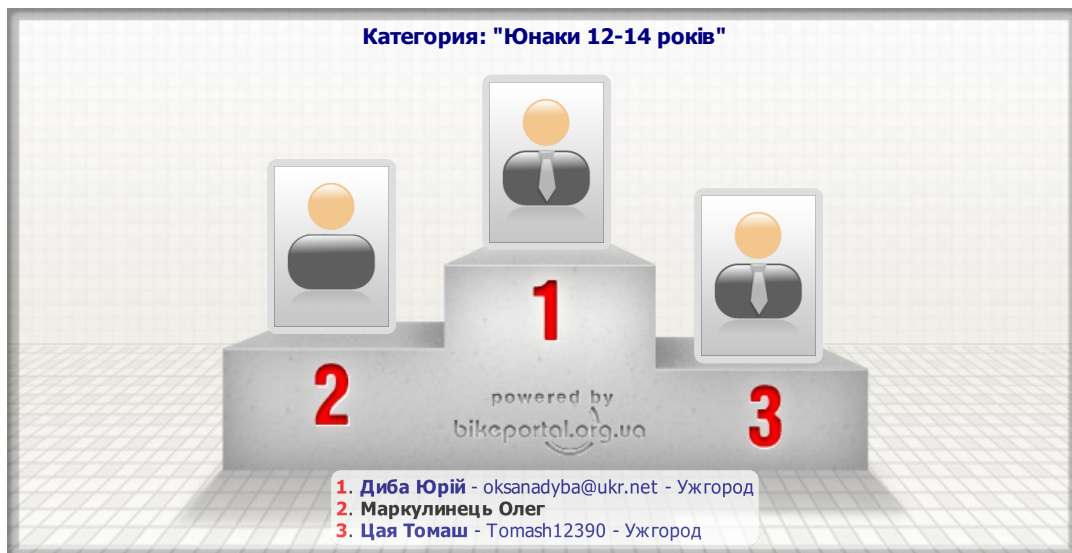 Категория: "Юнаки 12-14 років"
1
2
3
powered by
bikeportal.org.ua
1. Диба Юрій - oksanadyba@ukr.net - Ужгород
2. Маркулинець Олег
3. Цая Томаш - Tomash12390 - Ужгород